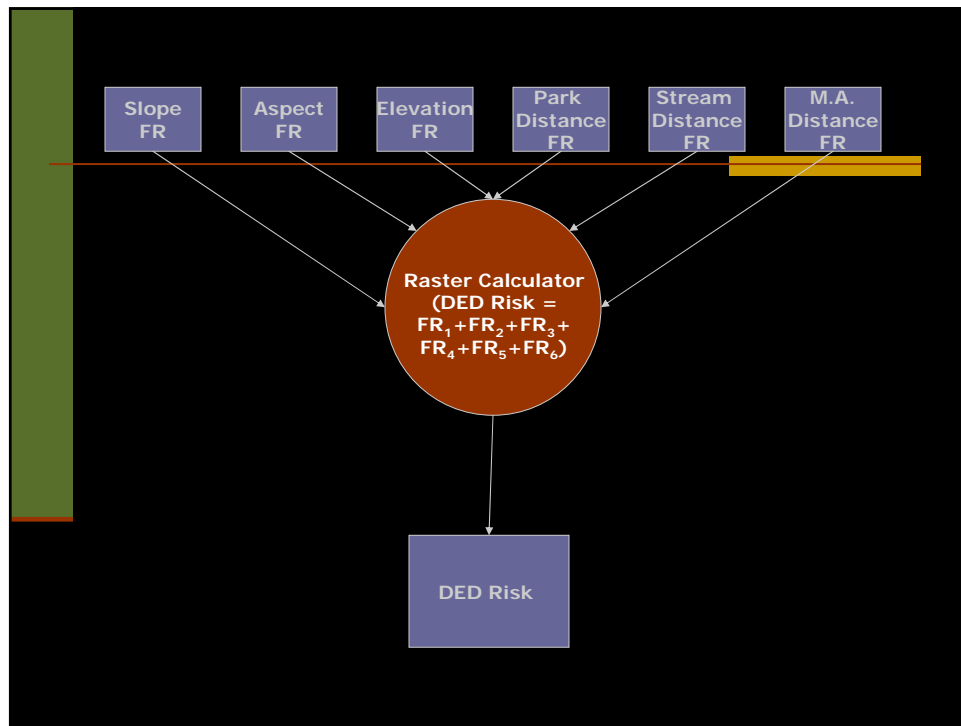 Slope
FR
Aspect
FR
Elevation
FR
Park
Distance
FR
Stream
Distance
FR
M.A.
Distance
FR
Raster Calculator
(DED Risk =
FR₁+FR₂+FR₃+
FR₄+FR₅+FR₆)
DED Risk